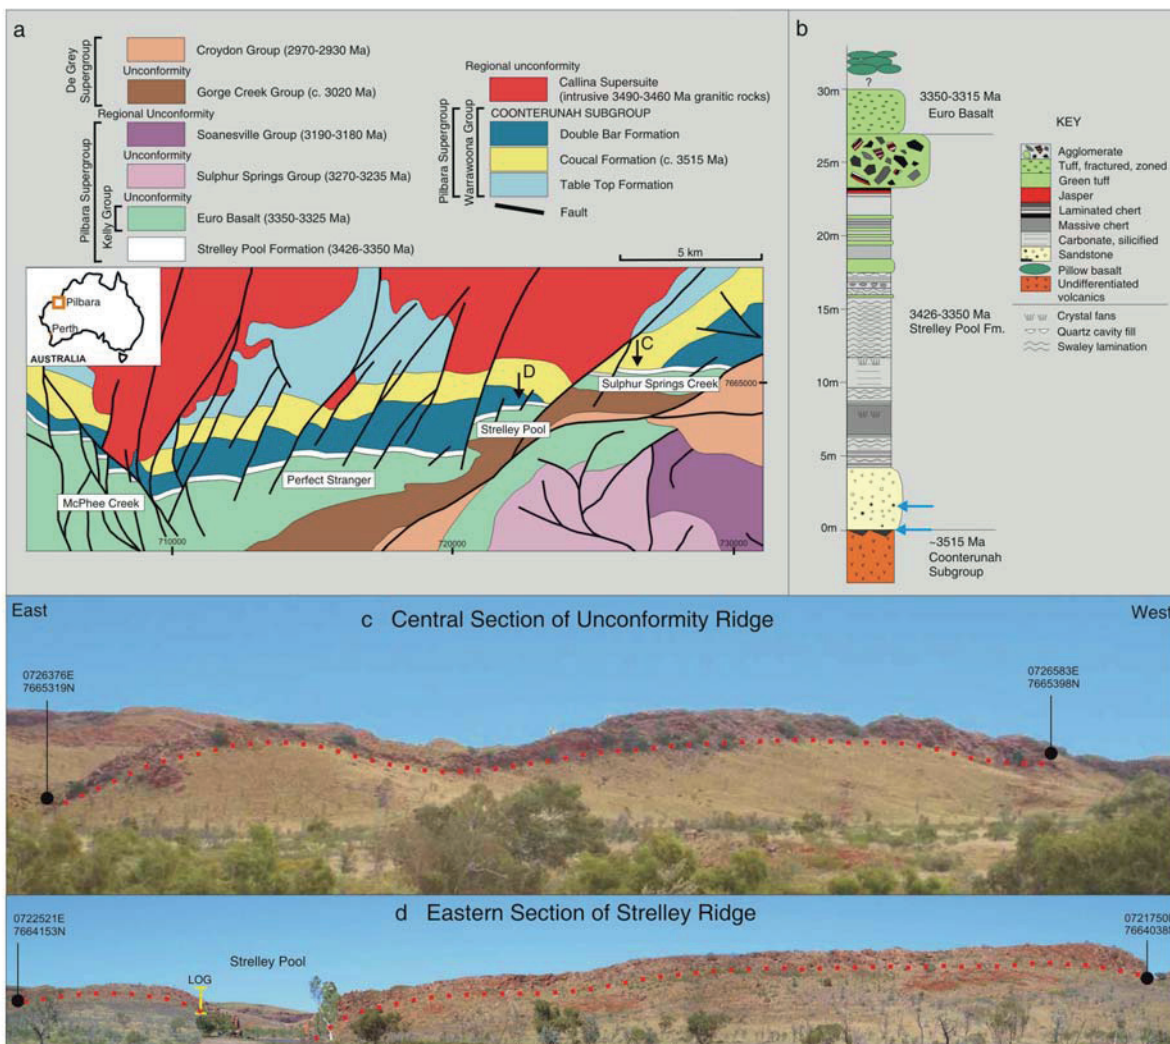 a
De Grey
Supergroup
Croydon Group (2970-2930 Ma)
Unconformity
Gorge Creek Group (c. 3020 Ma)
Regional Unconformity
Pilbara Supergroup
Soanesville Group (3190-3180 Ma)
Unconformity
Sulphur Springs Group (3270-3235 Ma)
Unconformity
Kelly Group
Euro Basalt (3350-3325 Ma)
Strelley Pool Formation (3426-3350 Ma)
Regional unconformity
Callina Supersuite
(intrusive 3490-3460 Ma granitic rocks)
Pilbara Supergroup
Warrawoona Group
COONTERUNAH SUBGROUP
Double Bar Formation
Coucal Formation (c. 3515 Ma)
Table Top Formation
Fault
5 km
Pilbara
Perth
AUSTRALIA
C
D
Sulphur Springs Creek
7665000
Strelley Pool
Perfect Stranger
McPhee Creek
710000
720000
730000
b
?
30m
25m
20m
15m
10m
5m
0m
3350-3315 Ma
Euro Basalt
3426-3350 Ma
Strelley Pool Fm.
~3515 Ma
Coonterunah
Subgroup
KEY
Agglomerate
Tuff, fractured, zoned
Green tuff
Jasper
Laminated chert
Massive chert
Carbonate, silicified
Sandstone
Pillow basalt
Undifferentiated
volcanics
Crystal fans
Quartz cavity fill
Swaley lamination
East
c Central Section of Unconformity Ridge
West
0726376E
7665319N
0726583E
7665398N
d Eastern Section of Strelley Ridge
0722521E
7664153N
Strelley Pool
LOG
0721750E
7664038N